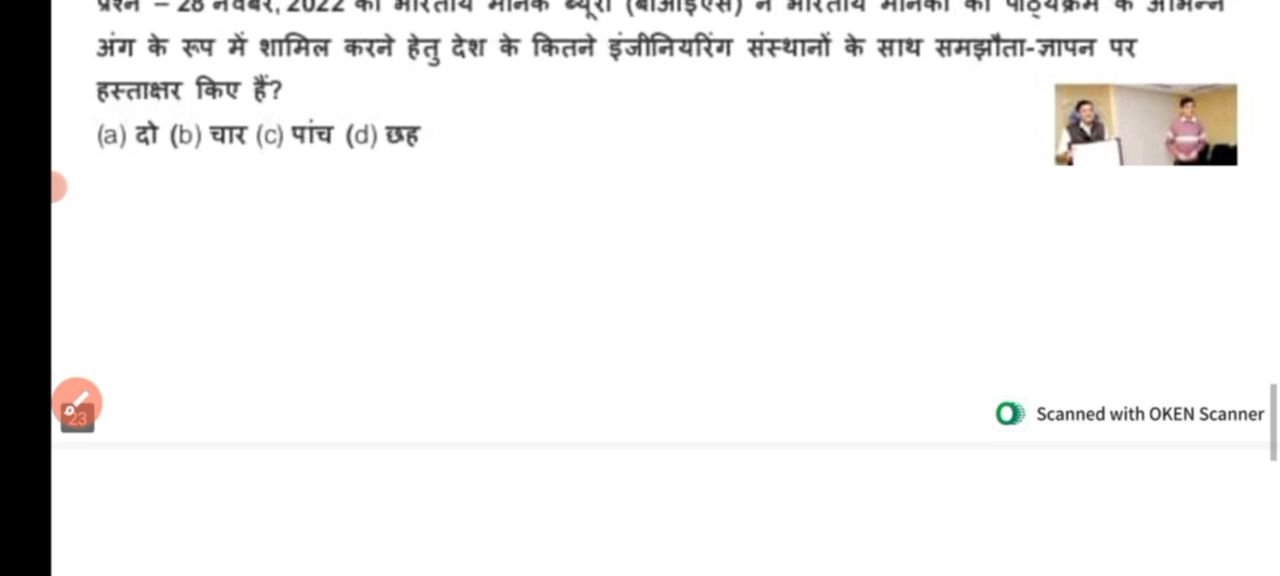 प्रश्न – 28 नवंबर, 2022 को भारतीय मानक ब्यूरो (बीआईएस) ने भारतीय मानकों को पाठ्यक्रम के अभिन्न
अंग के रूप में शामिल करने हेतु देश के कितने इंजीनियरिंग संस्थानों के साथ समझौता-ज्ञापन पर
हस्ताक्षर किए हैं?
(a) दो (b) चार (c) पांच (d) छह
23
Scanned with OKEN Scanner